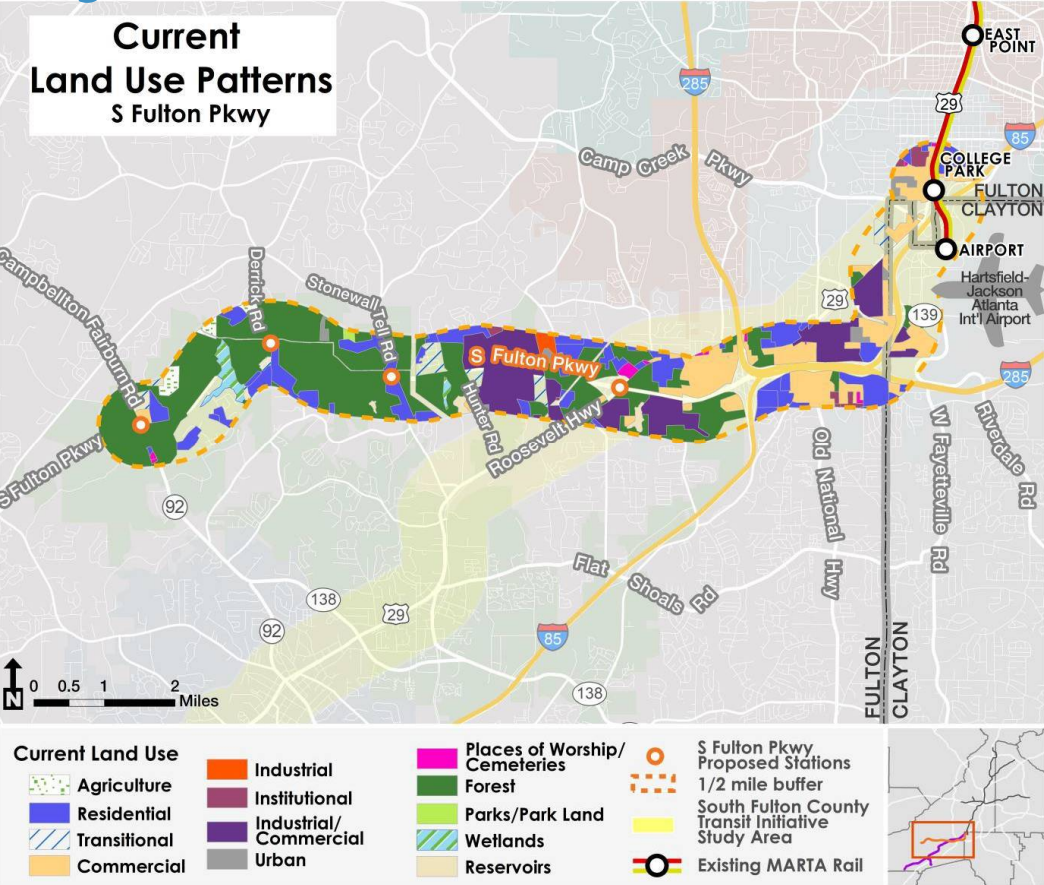 Current
Land Use Patterns
S Fulton Pkwy
EAST
POINT
285
29
85
Camp Creek Pkwy
COLLEGE
PARK
FULTON
CLAYTON
AIRPORT
Campbellton Fairburn Rd
Derrick Rd
Stonewall Tell Rd
29
Hartsfield-
Jackson
Atlanta
Int'l Airport
139
S Fulton Pkwy
285
Hunter Rd
Roosevelt Hwy
S Fulton Pkwy
92
Old National Hwy
W Fayetteville Rd
Riverdale Rd
Flat Shoals Rd
138
29
92
85
138
FULTON
CLAYTON
N
0 0.5 1 2
Miles
Current Land Use
Agriculture
Residential
Transitional
Commercial
Industrial
Institutional
Industrial/
Commercial
Urban
Places of Worship/
Cemeteries
Forest
Parks/Park Land
Wetlands
Reservoirs
S Fulton Pkwy
Proposed Stations
1/2 mile buffer
South Fulton County
Transit Initiative
Study Area
Existing MARTA Rail